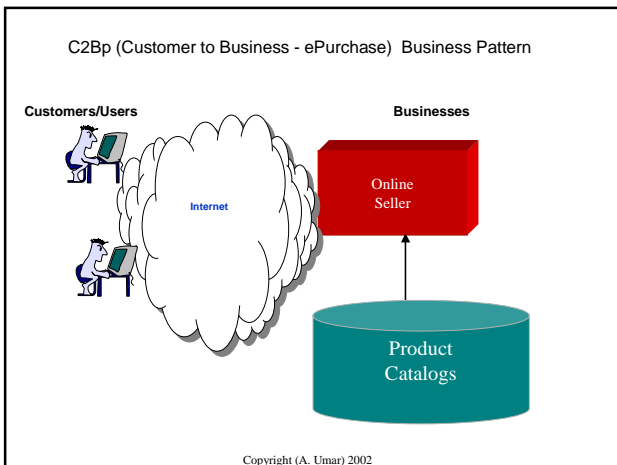 C2Bp (Customer to Business - ePurchase) Business Pattern
Customers/Users
Businesses
Internet
Online
Seller
Product
Catalogs
Copyright (A. Umar) 2002